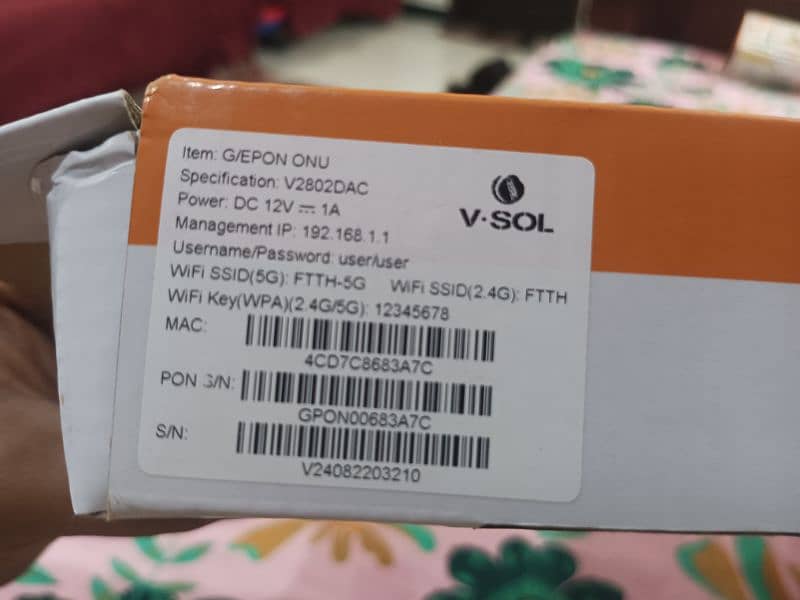 Item: G/EPON ONU
Specification: V2802DAC
Power: DC 12V ⎓ 1A
Management IP: 192.168.1.1
Username/Password: user/user
WiFi SSID(5G): FTTH-5G WiFi SSID(2.4G): FTTH
WiFi Key(WPA)(2.4G/5G): 12345678
MAC:
4CD7C8683A7C
PON S/N:
GPON00683A7C
S/N:
V24082203210
V·SOL